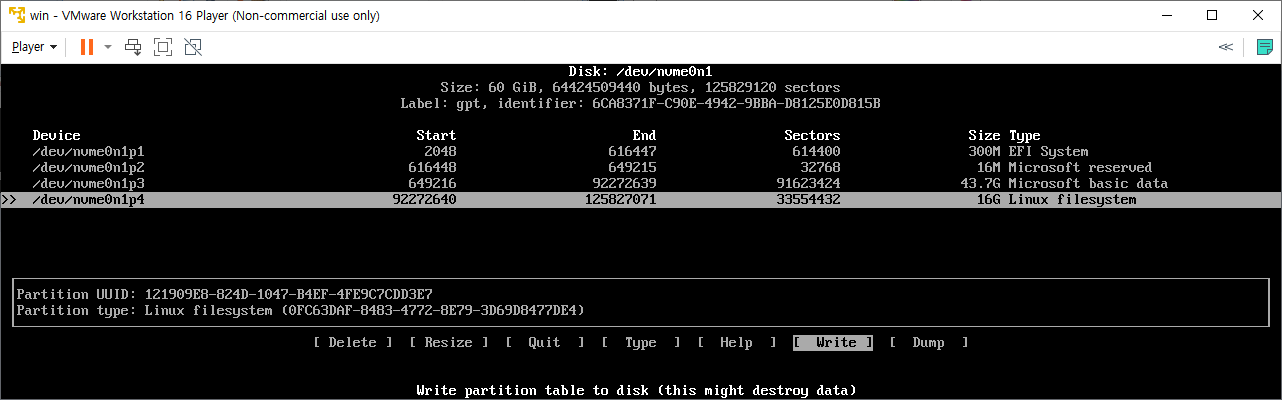 win - VMware Workstation 16 Player (Non-commercial use only)
Player
Disk: /dev/nvme0n1
Size: 60 GiB, 64424509440 bytes, 125829120 sectors
Label: gpt, identifier: 6CA8371F-C90E-4942-9BBA-D8125E0D815B
Device Start End Sectors Size Type
/dev/nvme0n1p1 2048 616447 614400 300M EFI System
/dev/nvme0n1p2 616448 649215 32768 16M Microsoft reserved
/dev/nvme0n1p3 649216 92272639 91623424 43.7G Microsoft basic data
>> /dev/nvme0n1p4 92272640 125827071 33554432 16G Linux filesystem
Partition UUID: 121909E8-824D-1047-B4EF-4FE9C7CDD3E7
Partition type: Linux filesystem (0FC63DAF-8483-4772-8E79-3D69D8477DE4)
[ Delete ] [ Resize ] [ Quit ] [ Type ] [ Help ] [ Write ] [ Dump ]
Write partition table to disk (this might destroy data)